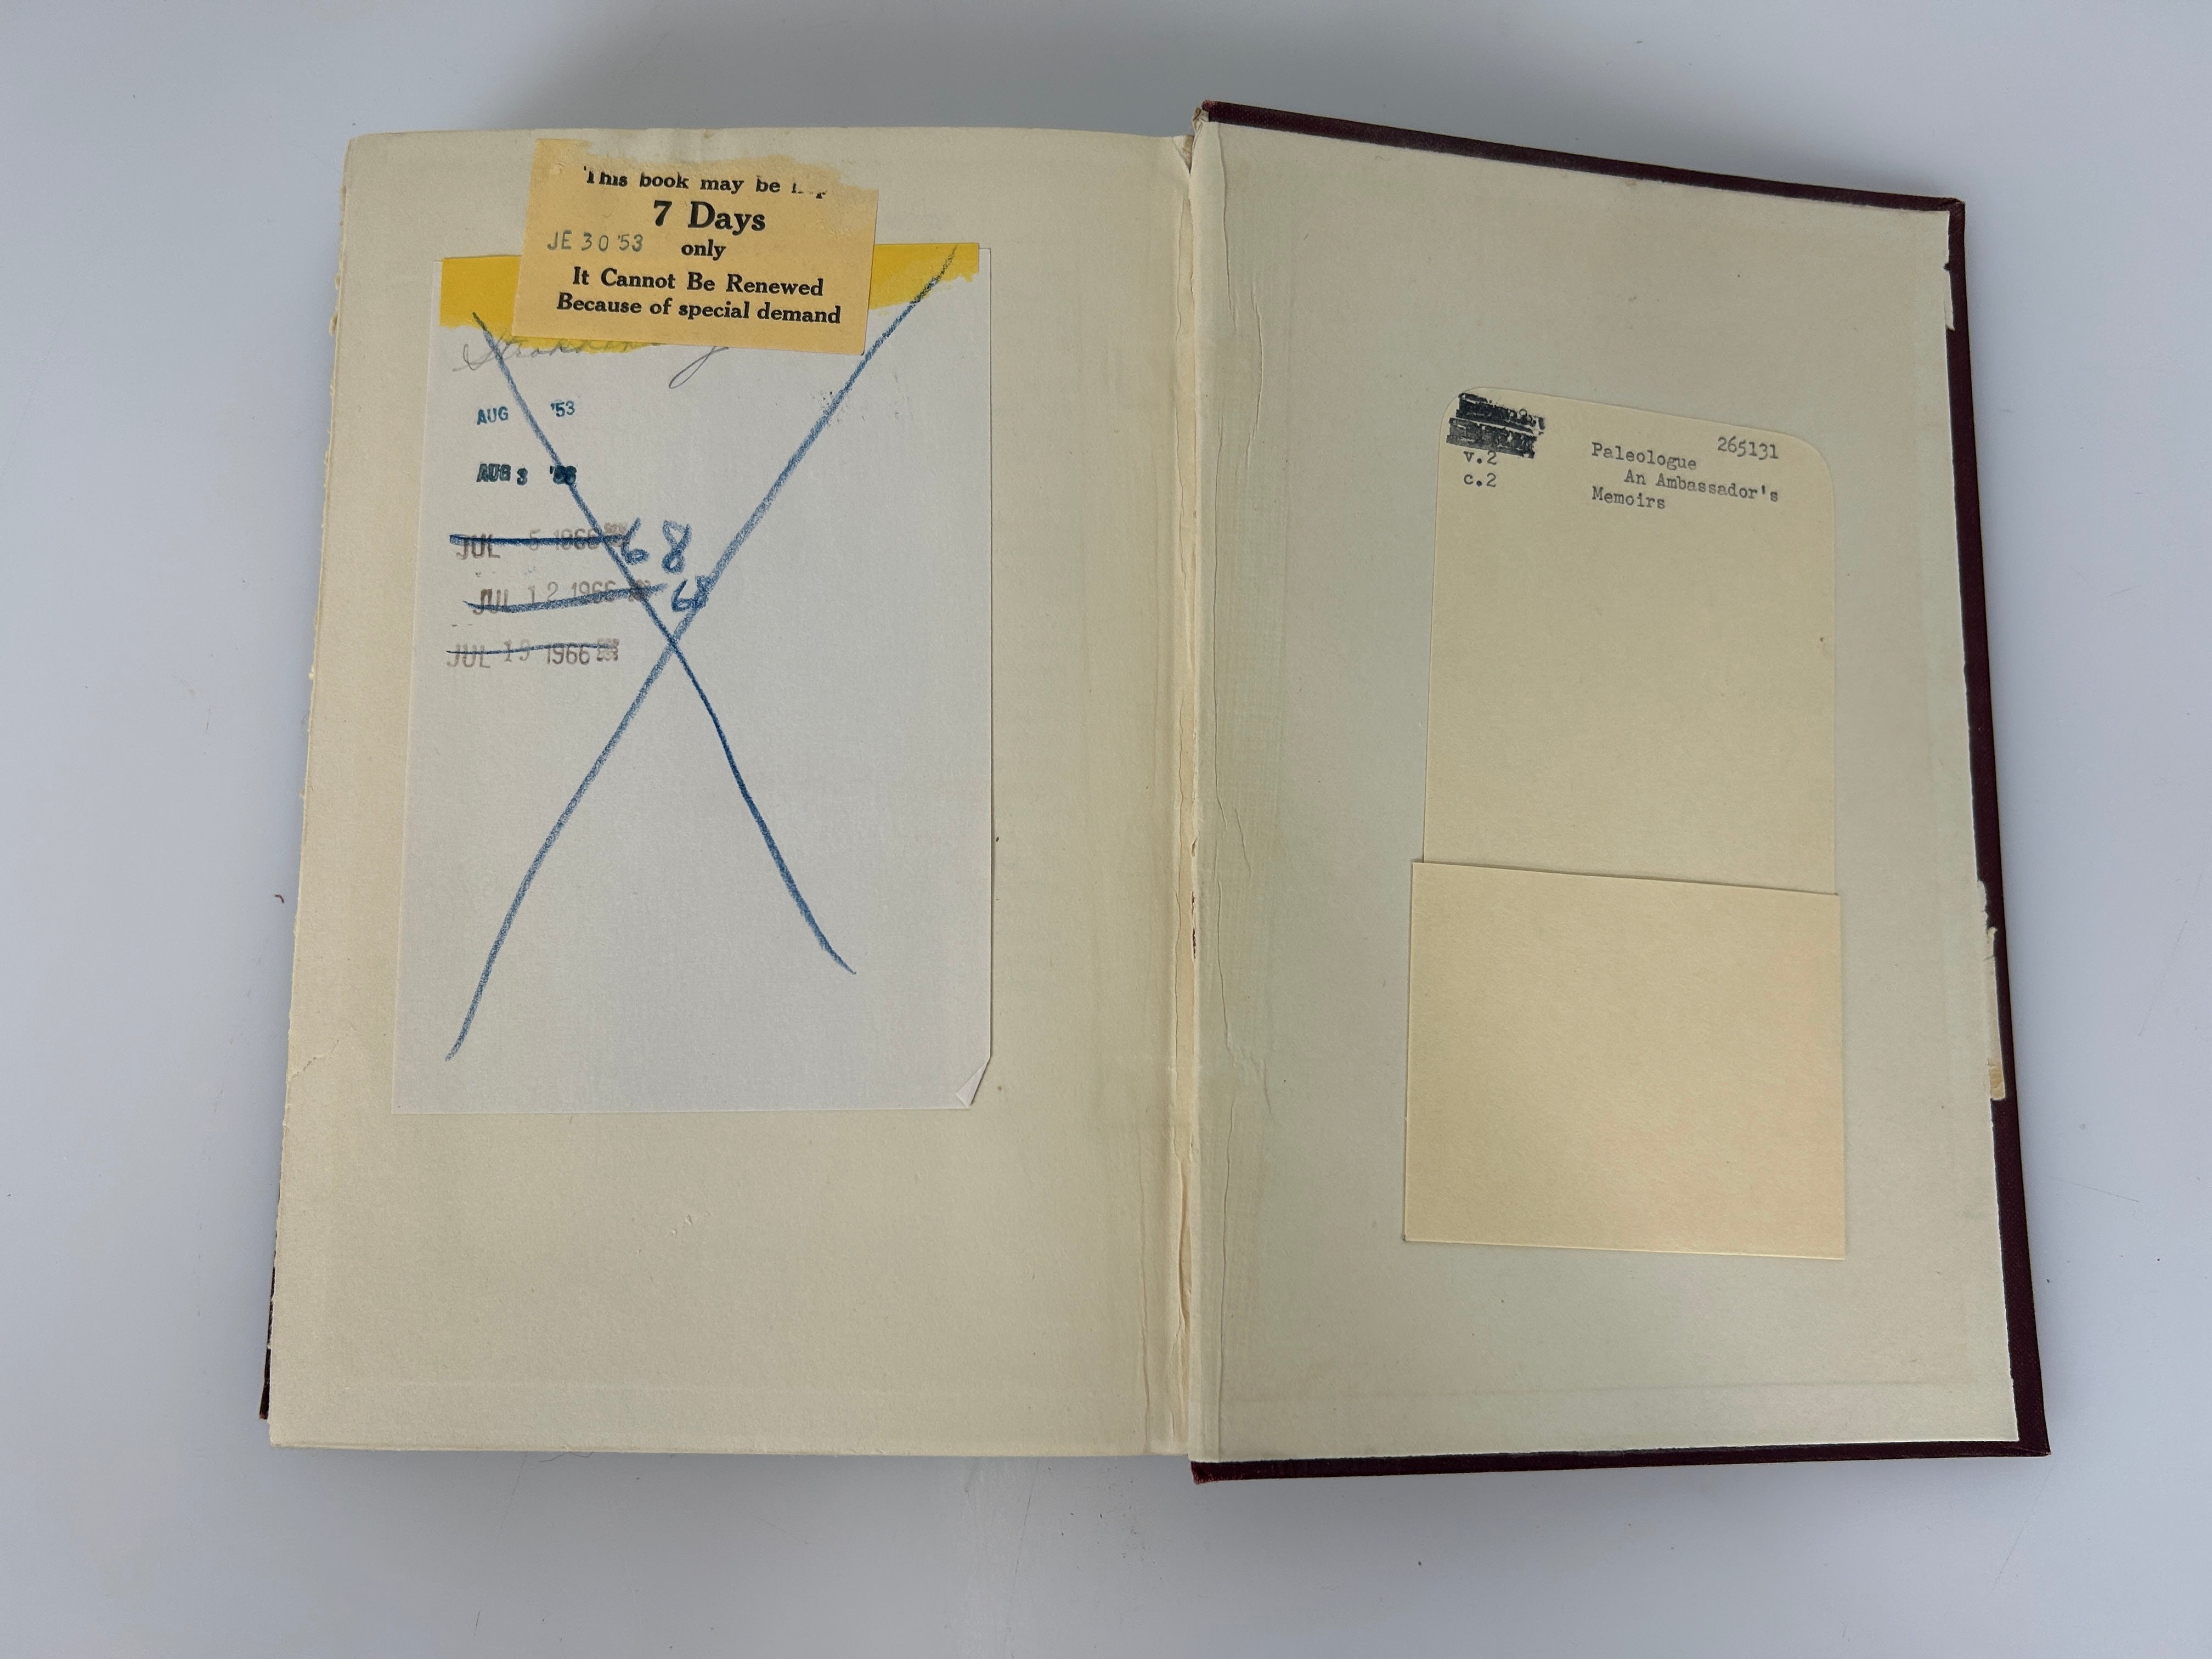 This book may be
7 Days
JE 30 '53 only
It Cannot Be Renewed
Because of special demand
AUG '53
AUG 3
JUL 5 1966 68
JUL 12 1966 68
JUL 19 1966
265131
v.2 Paleologue
c.2 An Ambassador's
Memoirs